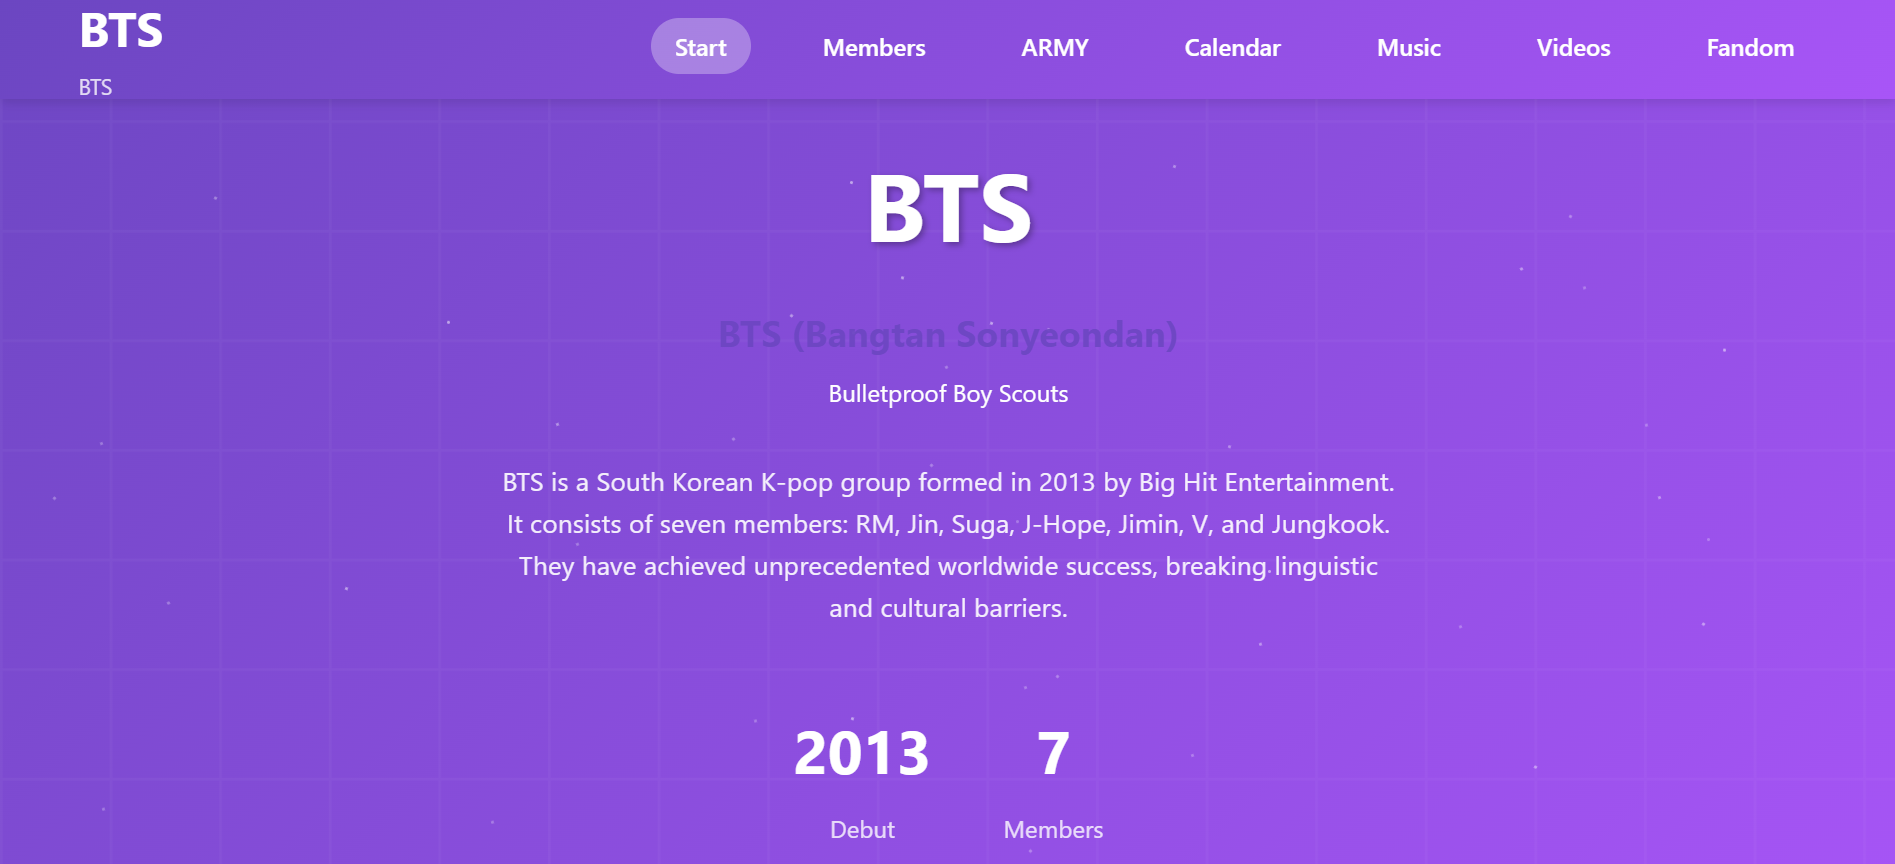 BTS
BTS
Start Members ARMY Calendar Music Videos Fandom
BTS
BTS (Bangtan Sonyeondan)
Bulletproof Boy Scouts
BTS is a South Korean K-pop group formed in 2013 by Big Hit Entertainment.
It consists of seven members: RM, Jin, Suga, J-Hope, Jimin, V, and Jungkook.
They have achieved unprecedented worldwide success, breaking linguistic
and cultural barriers.
2013 7
Debut Members